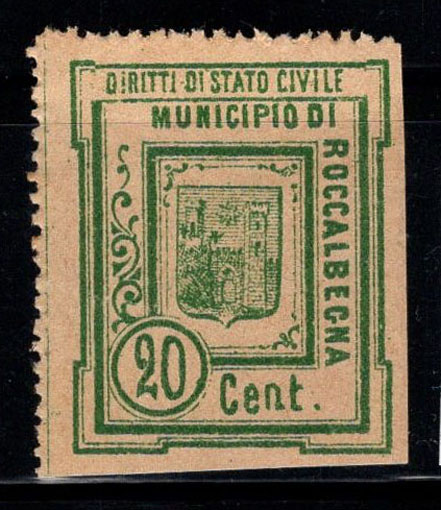 DIRITTI DI STATO CIVILE
MUNICIPIO DI
ROCCALBEGNA
20
Cent.